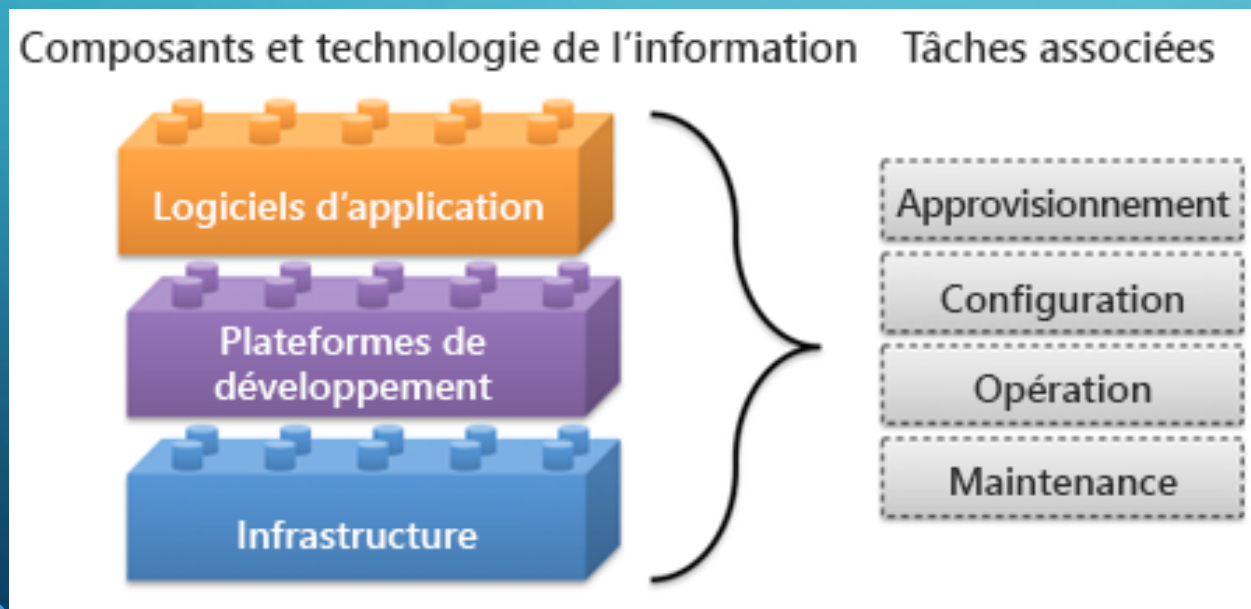 Composants et technologie de l'information
Tâches associées
Logiciels d'application
Plateformes de
développement
Infrastructure
Approvisionnement
Configuration
Opération
Maintenance